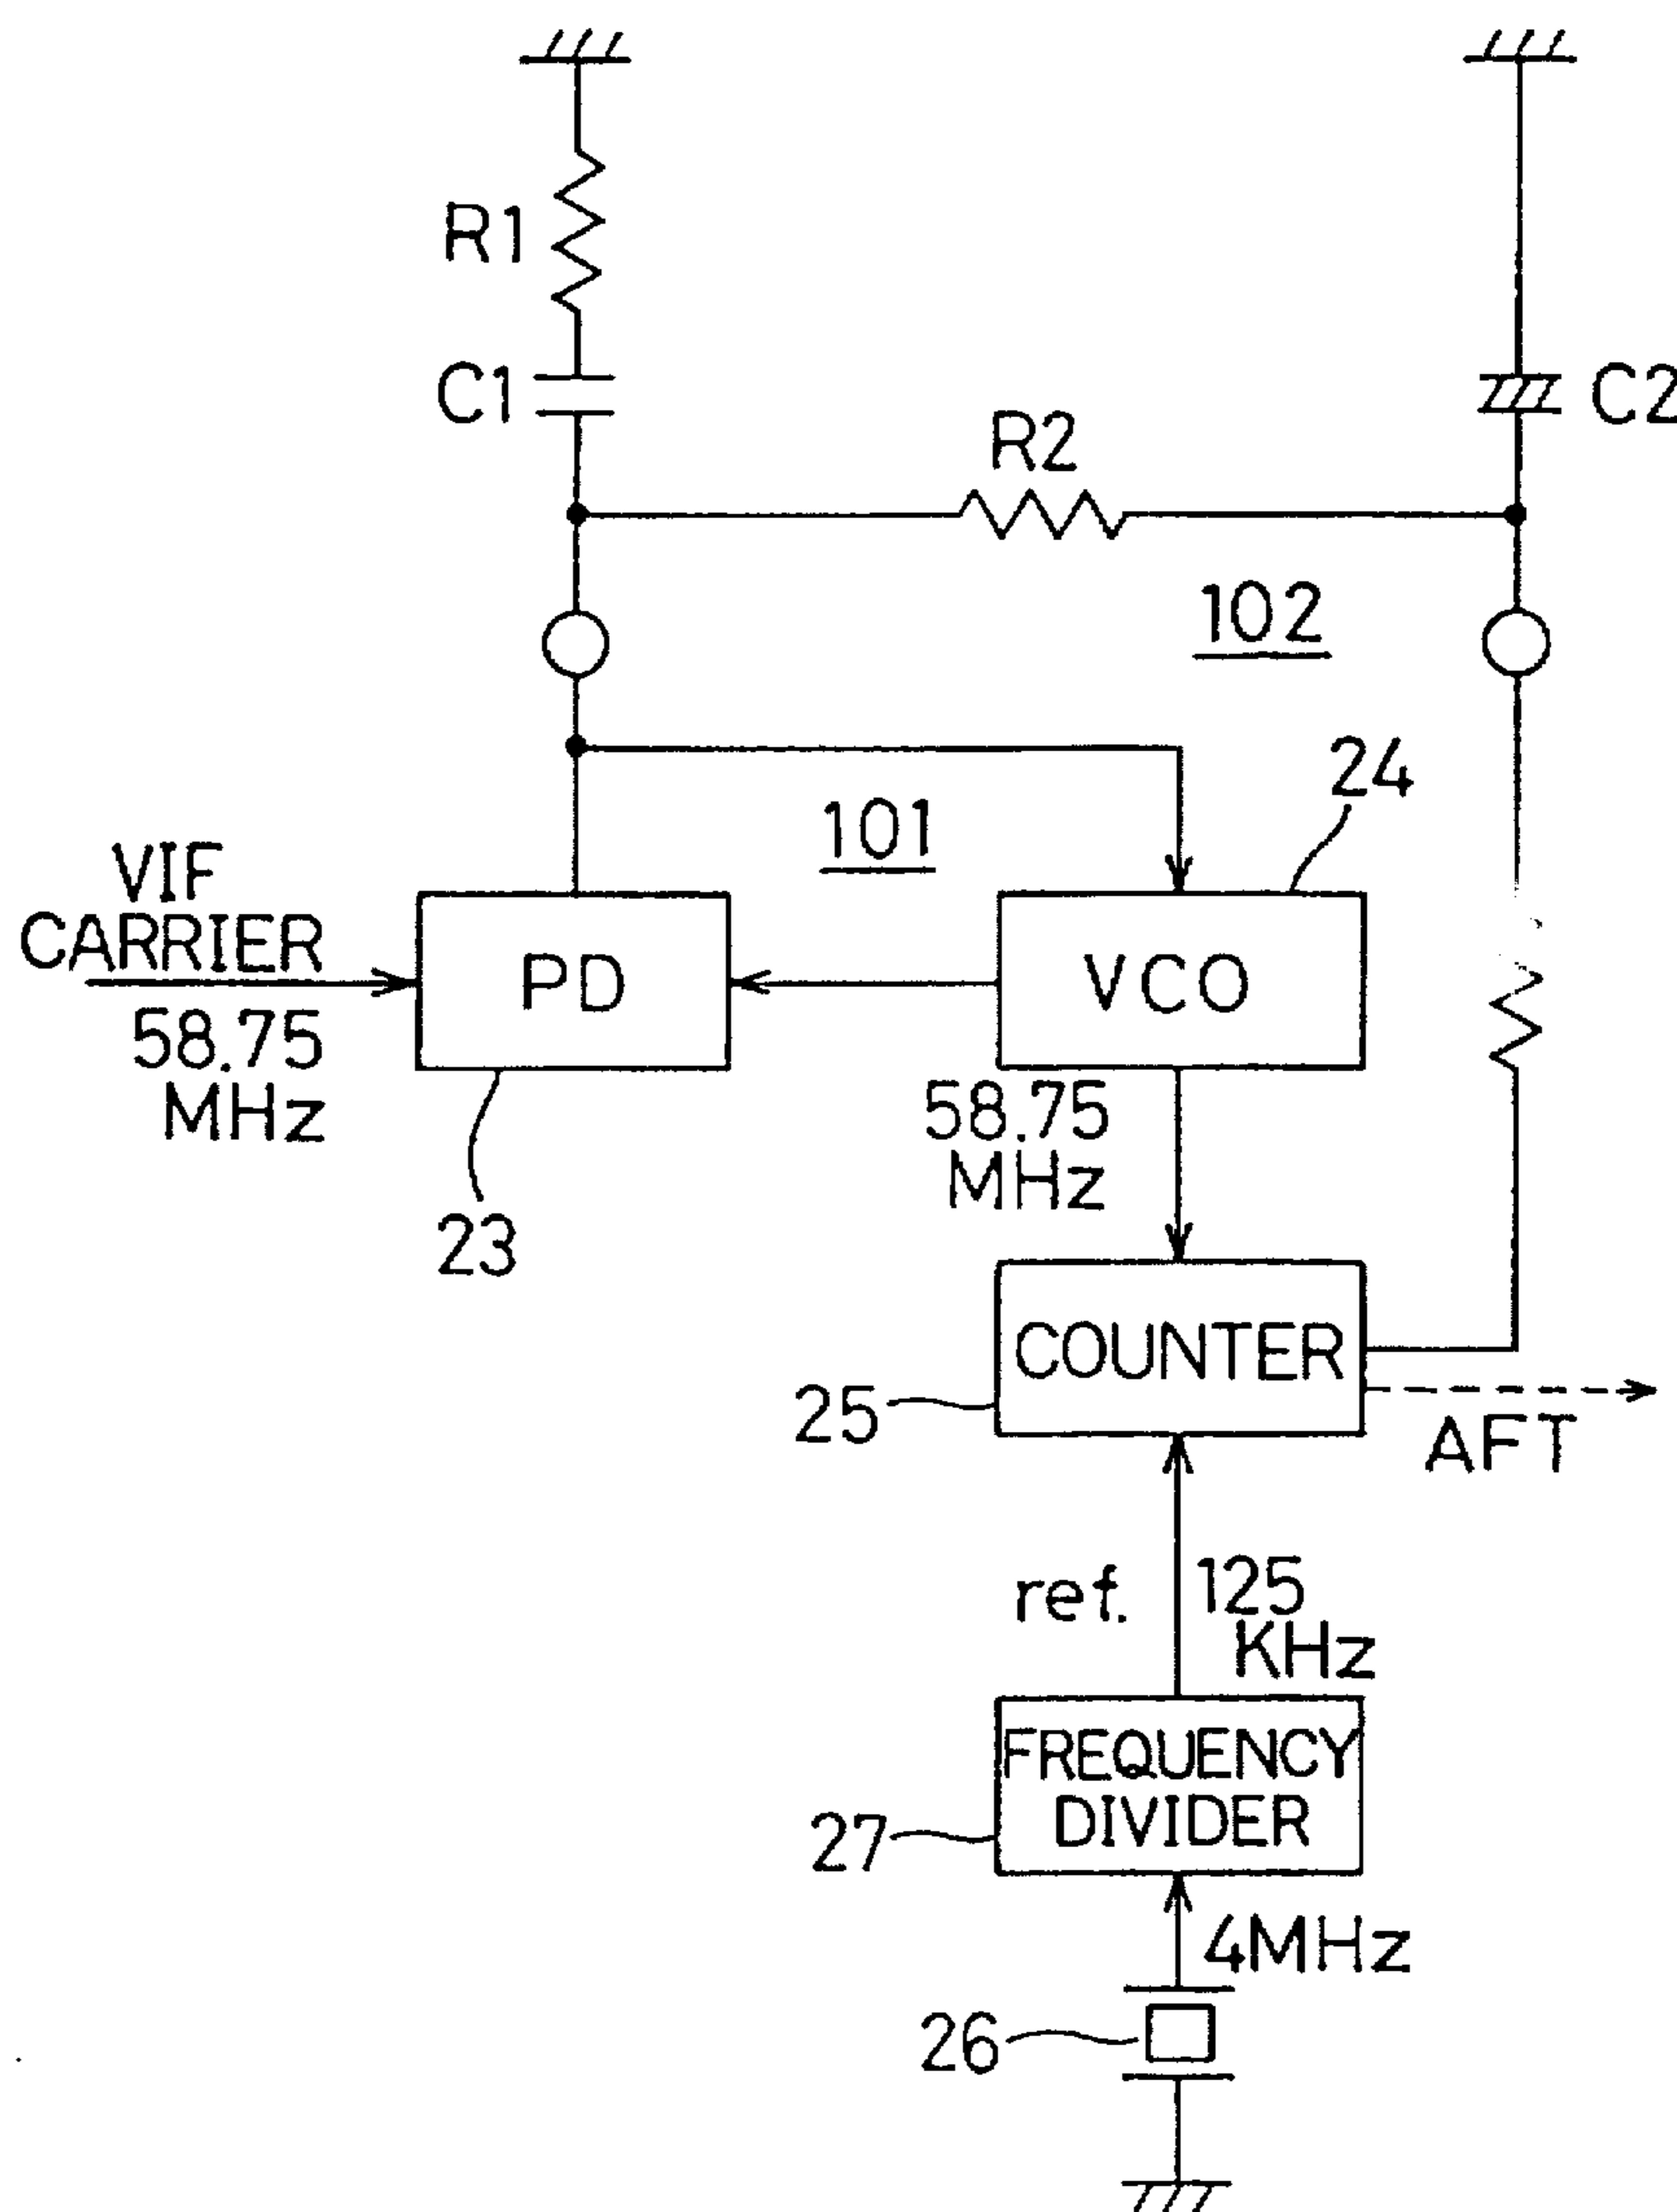 R1
C1
C2
R2
102
24
101
VIF
CARRIER
58.75
MHz
PD
VCO
23
58.75
MHz
COUNTER
25
AFT
ref.
125
KHz
FREQUENCY
DIVIDER
27
4MHz
26